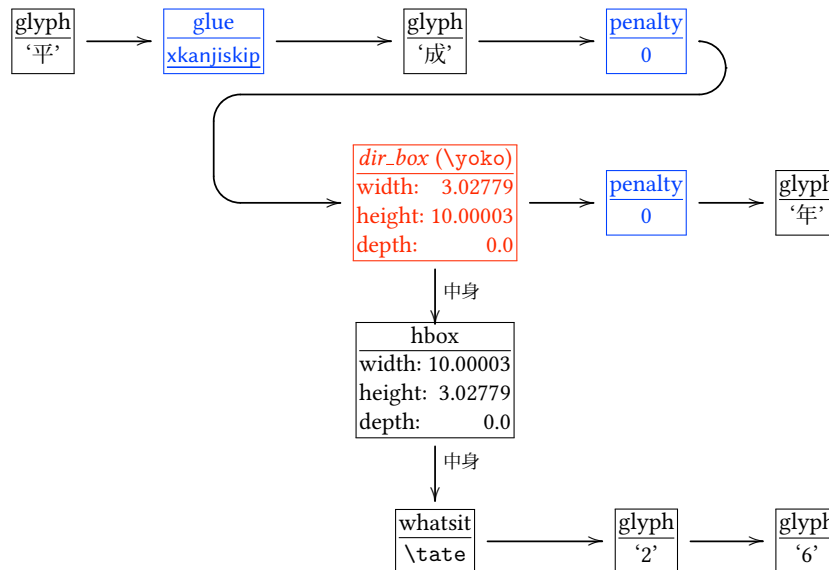 glyph
‘平’
glue
xkanjiskip
glyph
‘成’
penalty
0
dir_box (\yoko)
width: 3.02779
height: 10.00003
depth: 0.0
penalty
0
glyph
‘年’
中身
hbox
width: 10.00003
height: 3.02779
depth: 0.0
中身
whatsit
\tate
glyph
‘2’
glyph
‘6’